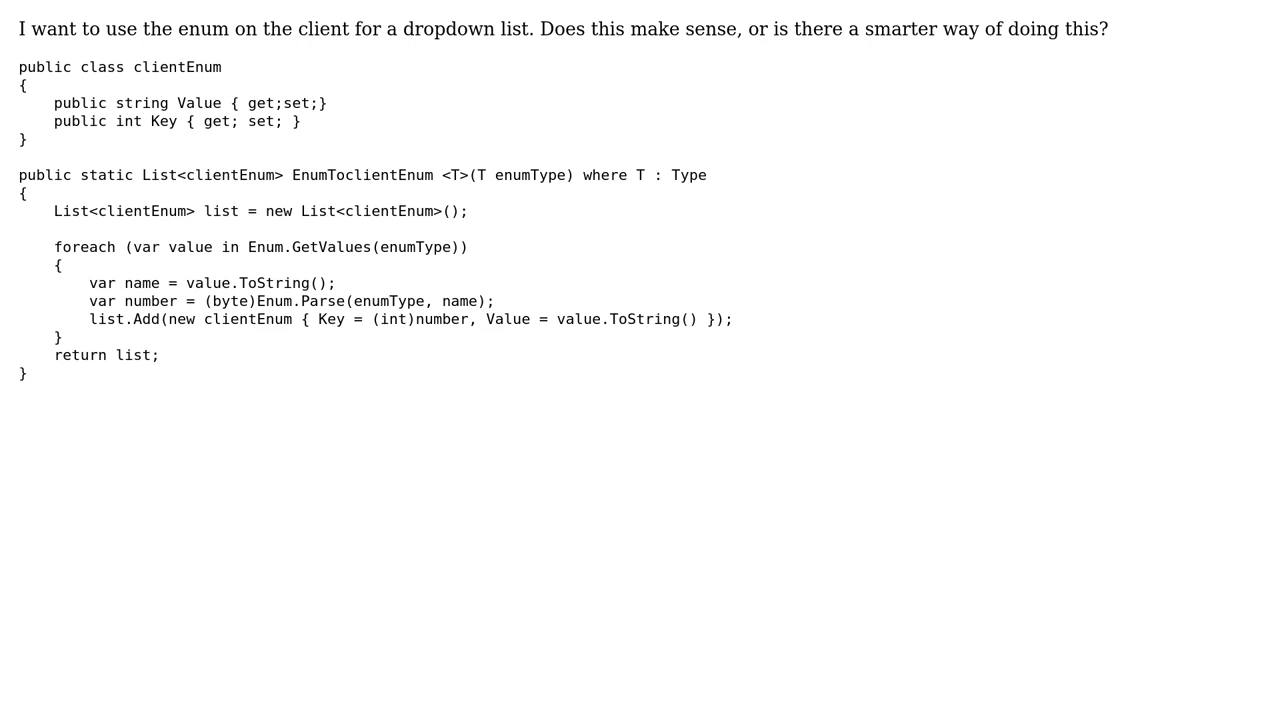 I want to use the enum on the client for a dropdown list. Does this make sense, or is there a smarter way of doing this?
public class clientEnum
{
    public string Value { get;set;}
    public int Key { get; set; }
}

public static List<clientEnum> EnumToclientEnum <T>(T enumType) where T : Type
{
    List<clientEnum> list = new List<clientEnum>();

    foreach (var value in Enum.GetValues(enumType))
    {
        var name = value.ToString();
        var number = (byte)Enum.Parse(enumType, name);
        list.Add(new clientEnum { Key = (int)number, Value = value.ToString() });
    }
    return list;
}